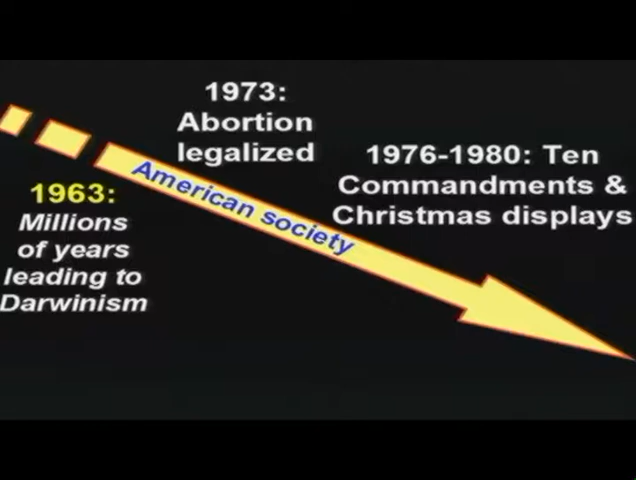 1973:
Abortion
legalized
1976-1980: Ten
Commandments &
Christmas displays
American society
1963:
Millions
of years
leading to
Darwinism